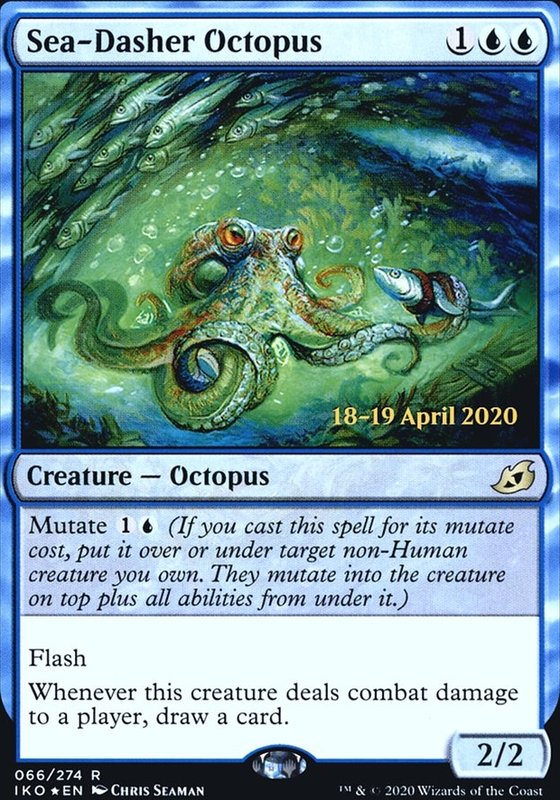 Sea-Dasher Octopus 1
18–19 April 2020
Creature — Octopus
Mutate 1 (If you cast this spell for its mutate
cost, put it over or under target non-Human
creature you own. They mutate into the creature
on top plus all abilities from under it.)
Flash
Whenever this creature deals combat damage
to a player, draw a card.
2/2
066/274 R
IKO ★ EN Chris Seaman
™ & © 2020 Wizards of the Coast